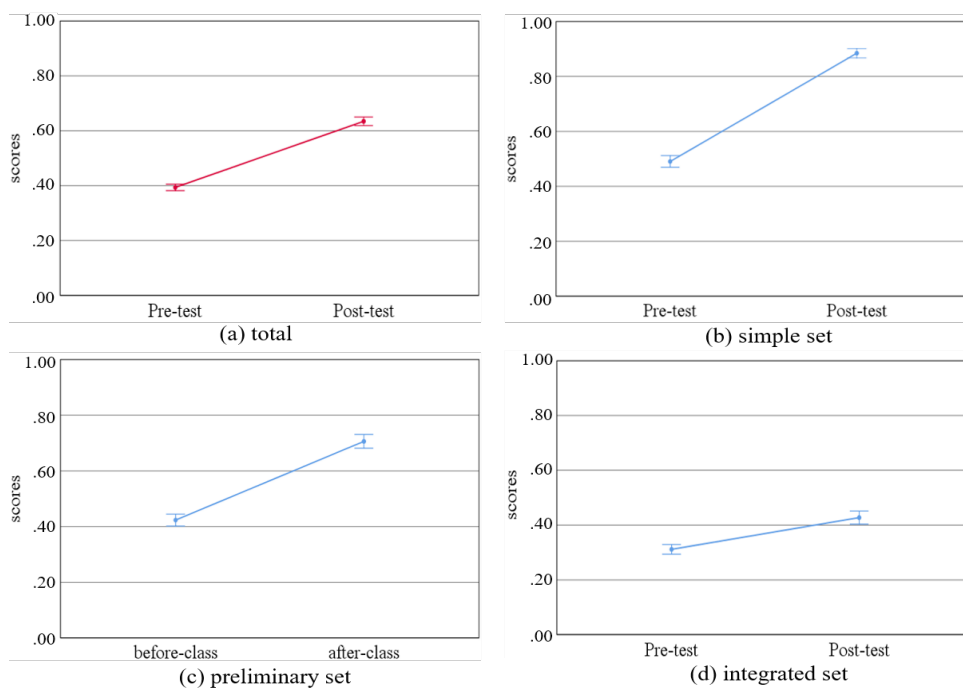 1.00
.80
.60
.40
.20
.00
scores
Pre-test Post-test
(a) total
1.00
.80
.60
.40
.20
.00
scores
Pre-test Post-test
(b) simple set
1.00
.80
.60
.40
.20
.00
scores
before-class after-class
(c) preliminary set
1.00
.80
.60
.40
.20
.00
scores
Pre-test Post-test
(d) integrated set